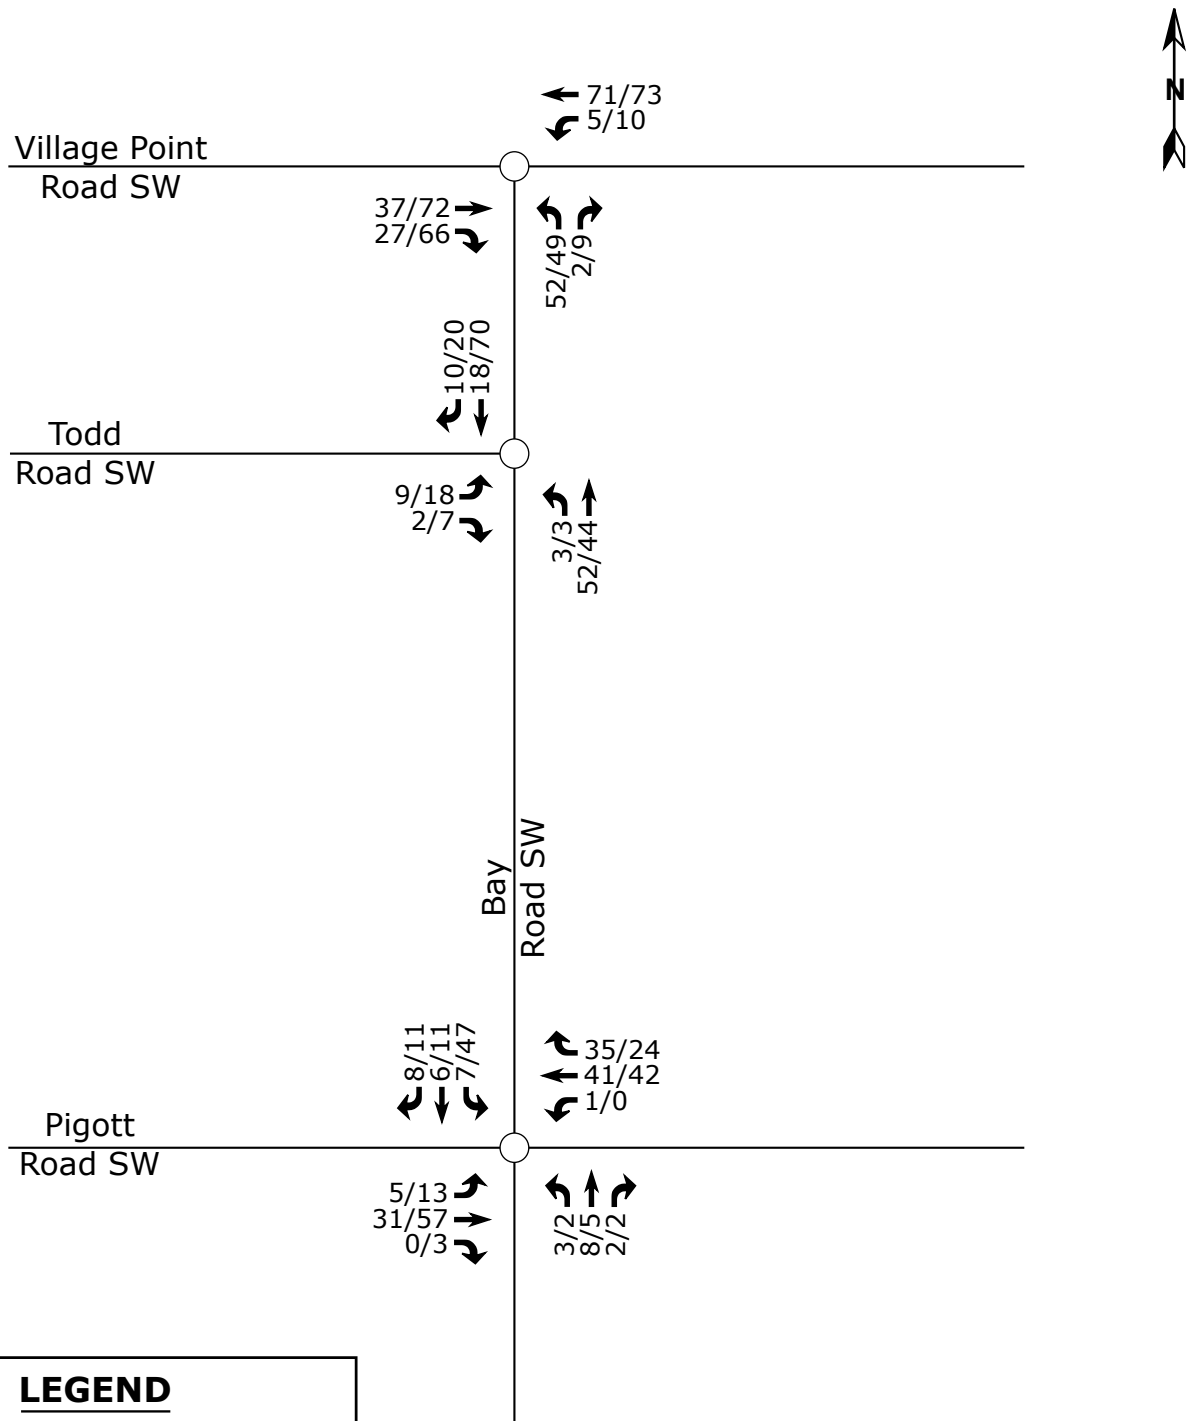 N
71/73
5/10
Village Point
Road SW
37/72
27/66
52/49
2/9
10/20
18/70
Todd
Road SW
9/18
2/7
3/3
52/44
Bay
Road SW
8/11
6/11
7/47
35/24
41/42
1/0
Pigott
Road SW
5/13
31/57
0/3
3/2
8/5
2/2
LEGEND